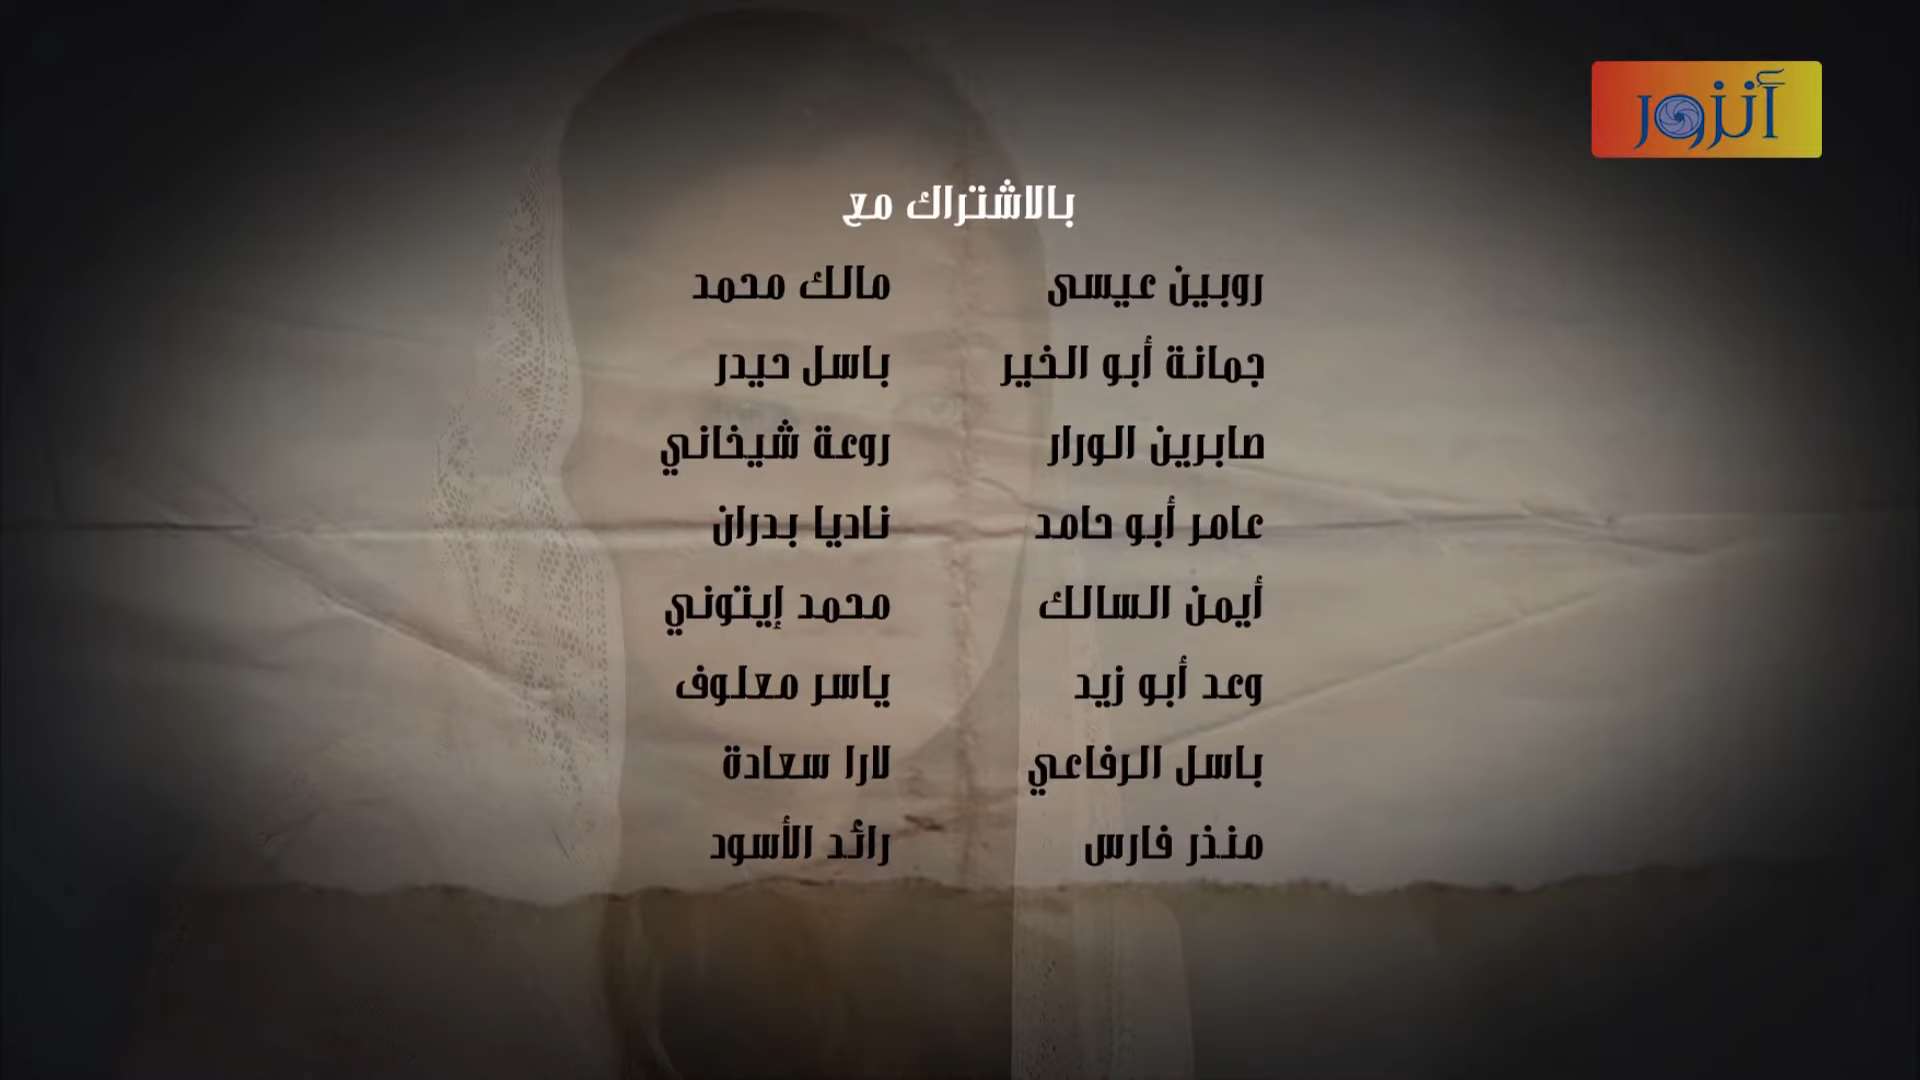 آنزور
بالاشتراك مع
روبين عيسى مالك محمد
جمانة أبو الخير باسل حيدر
صابرين الورار روعة شيخاني
عامر أبو حامد ناديا بدران
أيمن السالك محمد إيتوني
وعد أبو زيد ياسر معلوف
باسل الرفاعي لارا سعادة
منذر فارس رائد الأسود